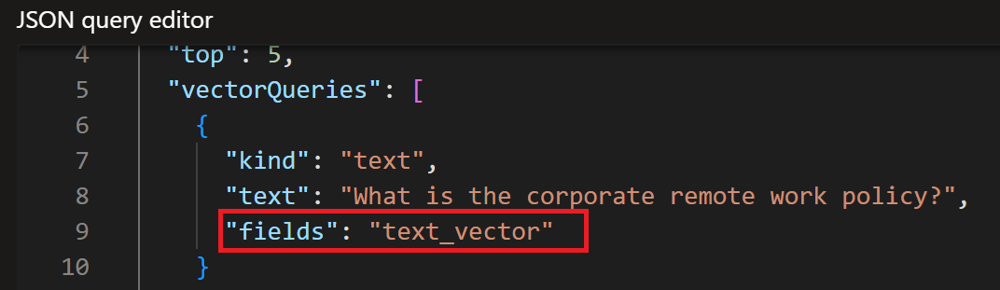 JSON query editor
4 "top": 5,
5 "vectorQueries": [
6 {
7 "kind": "text",
8 "text": "What is the corporate remote work policy?",
9 "fields": "text_vector"
10 }